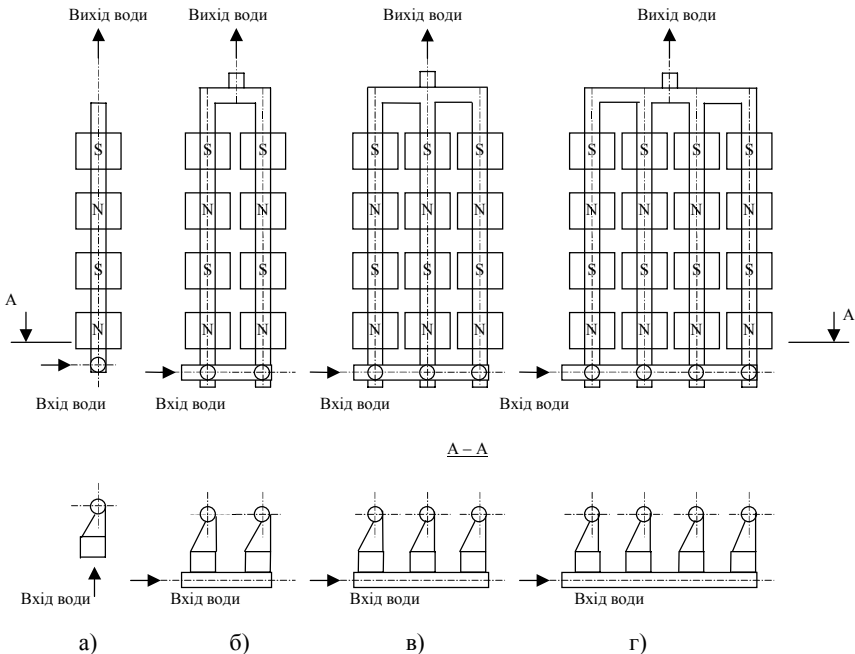 Вихід води Вихід води Вихід води Вихід води
S S S S S S S S S S
N N N N N N N N N N
S S S S S S S S S S
А А
N N N N N N N N N N
Вхід води Вхід води Вхід води Вхід води
А – А
Вхід води Вхід води Вхід води Вхід води
а) б) в) г)